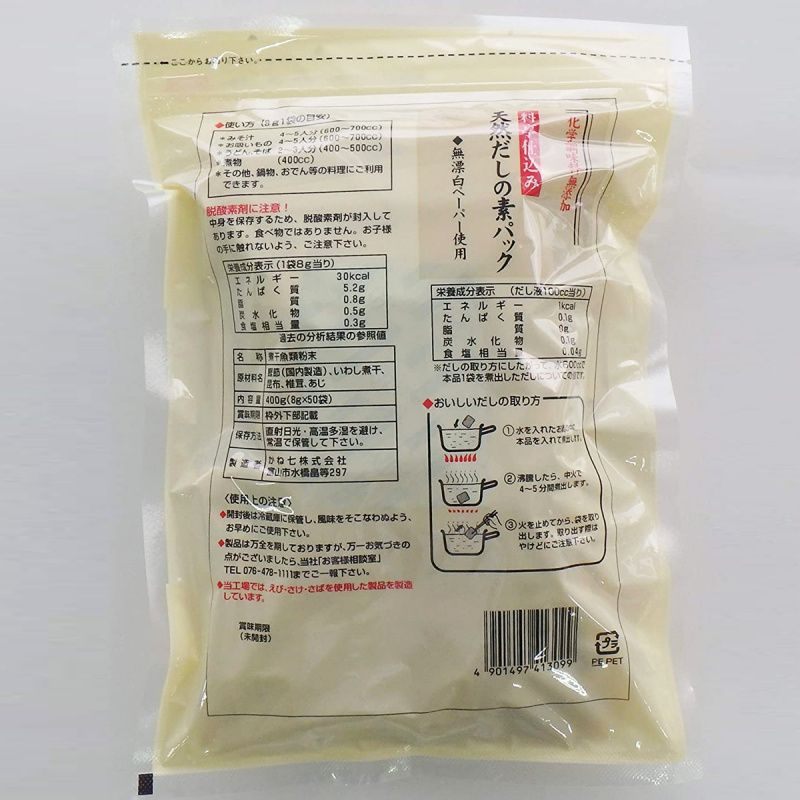 ここからお切り下さい。
化学調味料無添加
料亭仕込み
天然だしの素パック
◆無漂白ペーパー使用
◆使い方（8g1袋の目安）
＊みそ汁 4〜5人分（600〜700cc）
＊お吸いもの 4〜5人分（600〜700cc）
＊うどん、そば 2〜3人分（400〜500cc）
＊煮物 （400cc）
＊その他、鍋物、おでん等の料理にご利用
できます。
脱酸素剤に注意！
中身を保存するため、脱酸素剤が封入して
あります。食べ物ではありません。お子様
の手に触れないよう、ご注意下さい。
栄養成分表示（1袋8g当り）
エネルギー 30kcal
たんぱく質 5.2g
脂質 0.8g
炭水化物 0.5g
食塩相当量 0.3g
過去の分析結果の参照値
名称 煮干魚類粉末
原材料名 鰹節（国内製造）、いわし煮干、
昆布、椎茸、あじ
内容量 400g（8g×50袋）
賞味期限 枠外下部記載
保存方法 直射日光・高温多湿を避け、
常温で保管して下さい。
製造者 かね七株式会社
富山市水橋畠等297
〈使用上の注意〉
◆開封後は冷蔵庫に保管し、風味をそこなわぬよう、
お早めにご使用下さい。
◆製品は万全を期しておりますが、万一お気づきの
点がございましたら、当社「お客様相談室」
TEL 076-478-1111までご一報下さい。
◆当工場では、えび・さけ・さばを使用した製品を製造
しています。
賞味期限
（未開封）
栄養成分表示 （だし液100cc当り）
エネルギー 1kcal
たんぱく質 0.1g
脂質 0g
炭水化物 0.1g
食塩相当量 0.04g
※だしの取り方にしたがって、水600ccで
本品1袋を煮出しただしについての値です。
◆おいしいだしの取り方
①水を入れたお鍋の中に
本品を入れて煮出します。
②沸騰したら、中火で
4〜5分間煮出します。
③火を止めてから、袋を取り
出します。取り出す際は
やけどにご注意下さい。
4 901497 413099
プラ
PE,PET